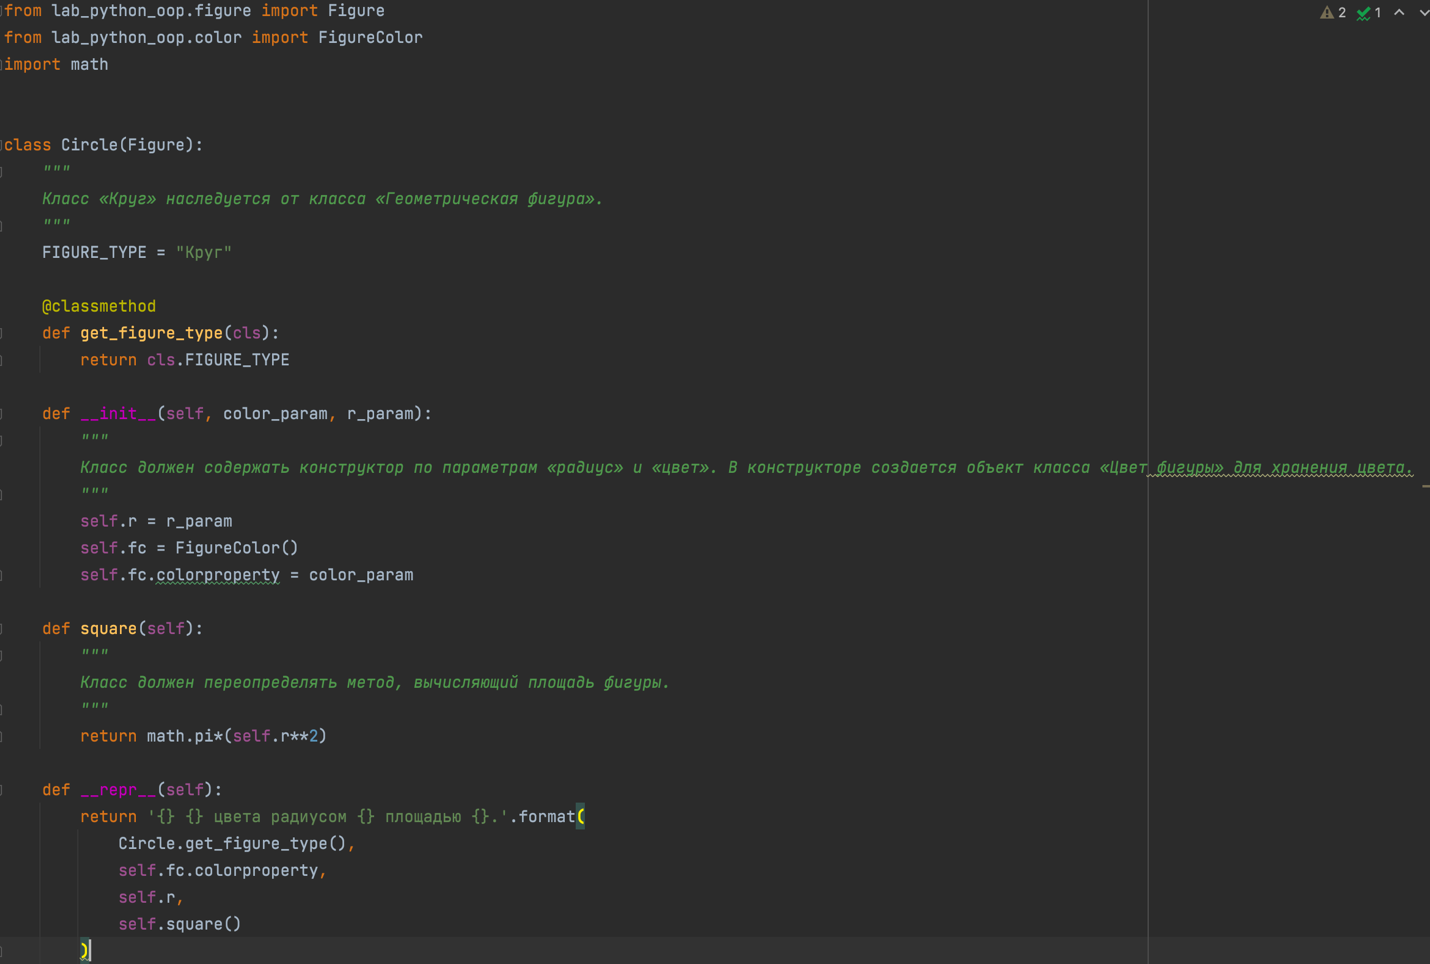 from lab_python_oop.figure import Figure
from lab_python_oop.color import FigureColor
import math
class Circle(Figure):
    """
    Класс «Круг» наследуется от класса «Геометрическая фигура».
    """
    FIGURE_TYPE = "Круг"
    @classmethod
    def get_figure_type(cls):
        return cls.FIGURE_TYPE
    def __init__(self, color_param, r_param):
        """
        Класс должен содержать конструктор по параметрам «радиус» и «цвет». В конструкторе создается объект класса «Цвет фигуры» для хранения цвета.
        """
        self.r = r_param
        self.fc = FigureColor()
        self.fc.colorproperty = color_param
    def square(self):
        """
        Класс должен переопределять метод, вычисляющий площадь фигуры.
        """
        return math.pi*(self.r**2)
    def __repr__(self):
        return '{} {} цвета радиусом {} площадью {}.'.format(
            Circle.get_figure_type(),
            self.fc.colorproperty,
            self.r,
            self.square()
        )
2 1